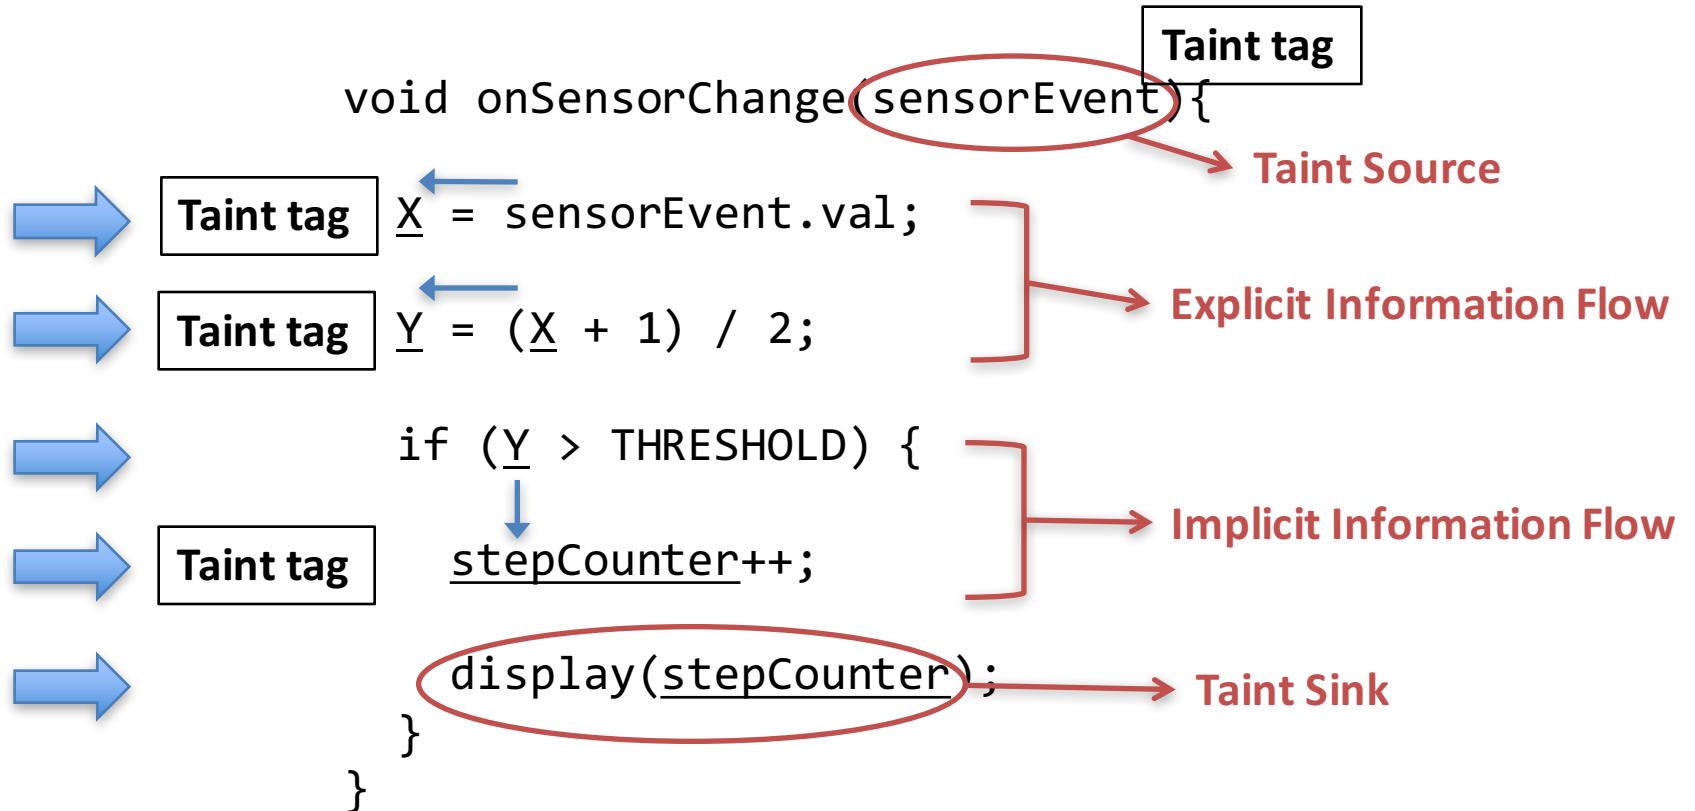 Taint tag
void onSensorChange(sensorEvent){
Taint Source
Taint tag X = sensorEvent.val;
Explicit Information Flow
Taint tag Y = (X + 1) / 2;
if (Y > THRESHOLD) {
Implicit Information Flow
Taint tag stepCounter++;
display(stepCounter);
Taint Sink
}
}